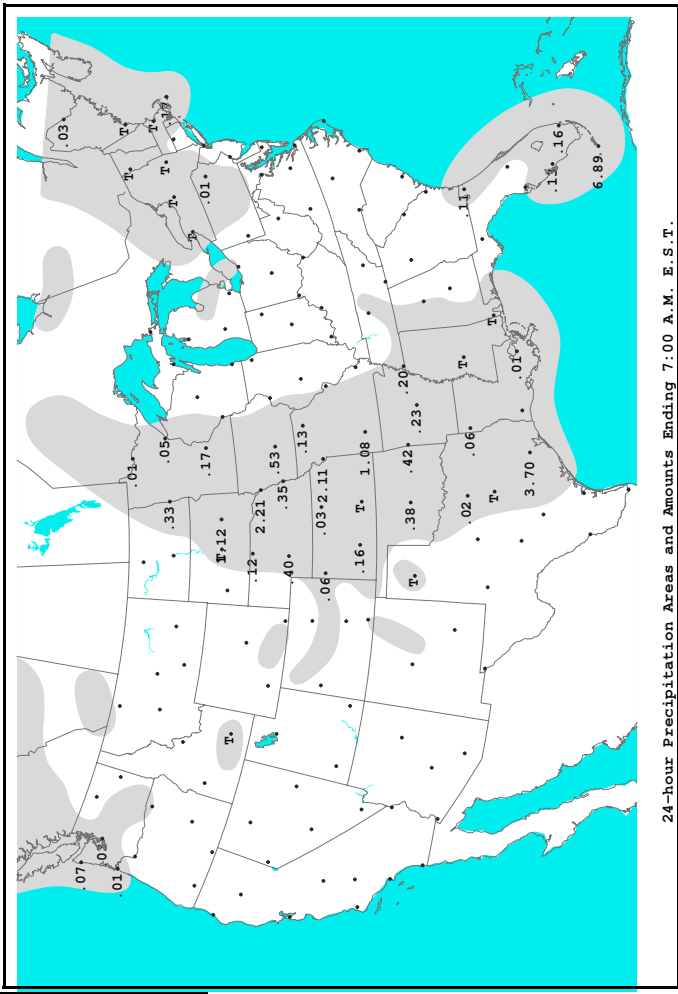 .03
.07
.03
.01
T
T
.01
T
.05
T
.33
T
T
.17
.01
T
.12
T
.12
2.21
.53
.35
.40
.13
.03
2.11
.06
.16
T
1.08
.20
.42
.38
T
.23
T
.11
.02
.06
T
T
.01
3.70
.13
.16
6.89
24-hour Precipitation Areas and Amounts Ending 7:00 A.M. E.S.T.